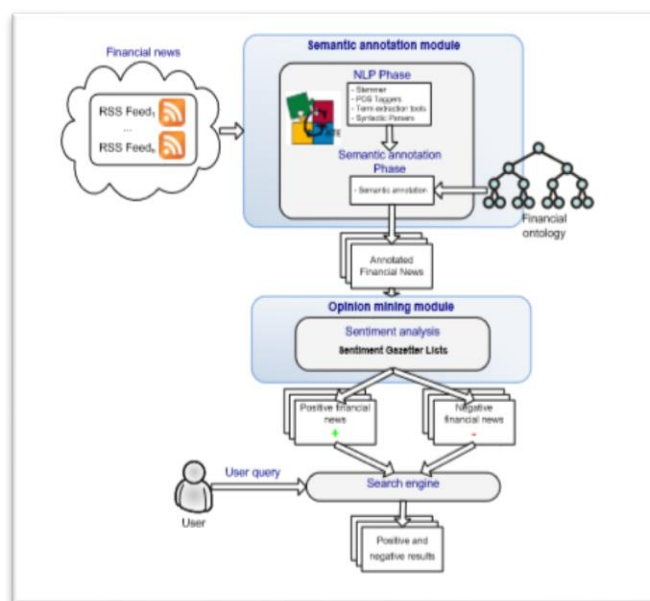 Financial news
RSS Feed1
...
RSS Feedn
Semantic annotation module
NLP Phase
- Stemmer
- POS Taggers
- Term extraction tools
- Syntactic Parsers
Semantic annotation
Phase
- Semantic annotation
Financial
ontology
Annotated
Financial News
Opinion mining module
Sentiment analysis
Sentiment Gazetter Lists
Positive financial
news
+
Negative
financial news
-
User query
User
Search engine
Positive and
negative results